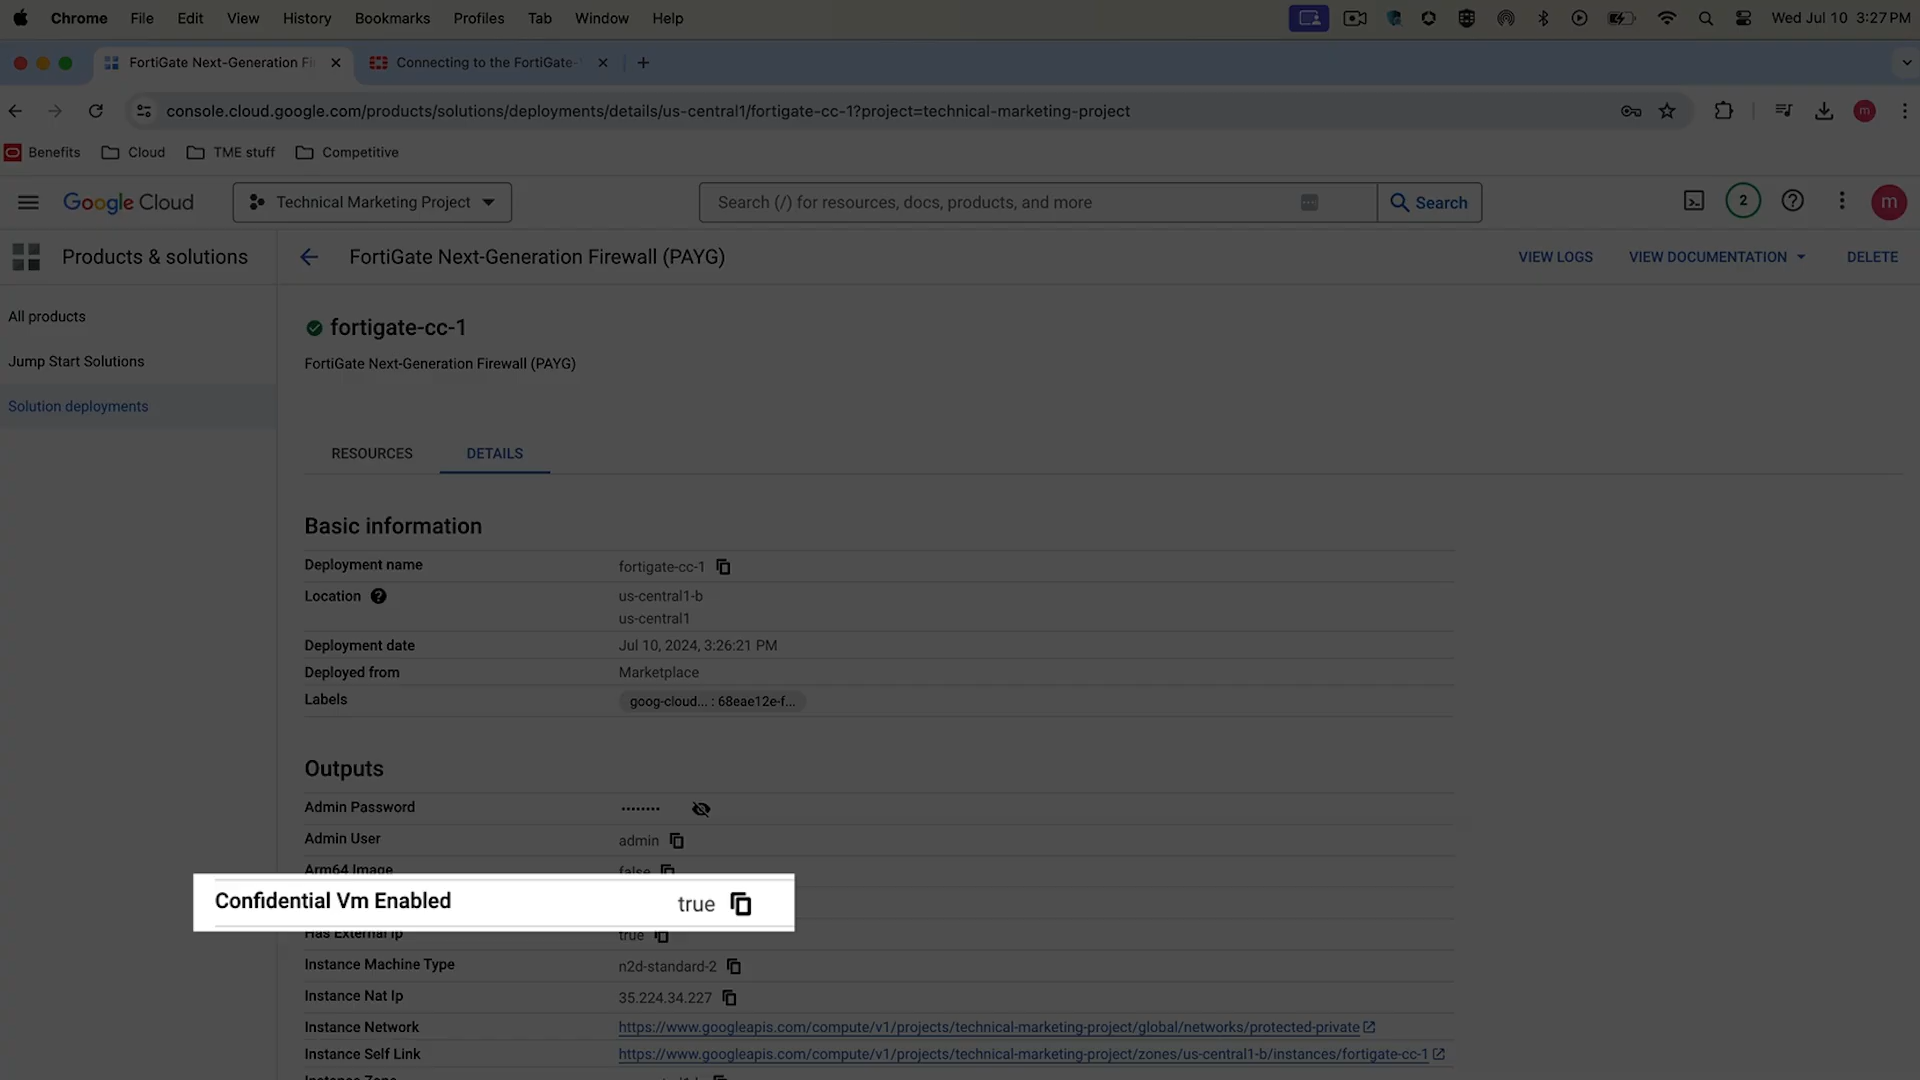 Chrome File Edit View History Bookmarks Profiles Tab Window Help Wed Jul 10 3:27 PM
FortiGate Next-Generation Fi Connecting to the FortiGate-
console.cloud.google.com/products/solutions/deployments/details/us-central1/fortigate-cc-1?project=technical-marketing-project m
Benefits Cloud TME stuff Competitive
Google Cloud Technical Marketing Project Search (/) for resources, docs, products, and more Search 2 m
Products & solutions FortiGate Next-Generation Firewall (PAYG) VIEW LOGS VIEW DOCUMENTATION DELETE
All products
Jump Start Solutions
Solution deployments
fortigate-cc-1
FortiGate Next-Generation Firewall (PAYG)
RESOURCES DETAILS
Basic information
Deployment name fortigate-cc-1
Location us-central1-b
us-central1
Deployment date Jul 10, 2024, 3:26:21 PM
Deployed from Marketplace
Labels goog-cloud... : 68eae12e-f...
Outputs
Admin Password ••••••••
Admin User admin
Arm64 Image false
Confidential Vm Enabled true
Has External Ip true
Instance Machine Type n2d-standard-2
Instance Nat Ip 35.224.34.227
Instance Network https://www.googleapis.com/compute/v1/projects/technical-marketing-project/global/networks/protected-private
Instance Self Link https://www.googleapis.com/compute/v1/projects/technical-marketing-project/zones/us-central1-b/instances/fortigate-cc-1